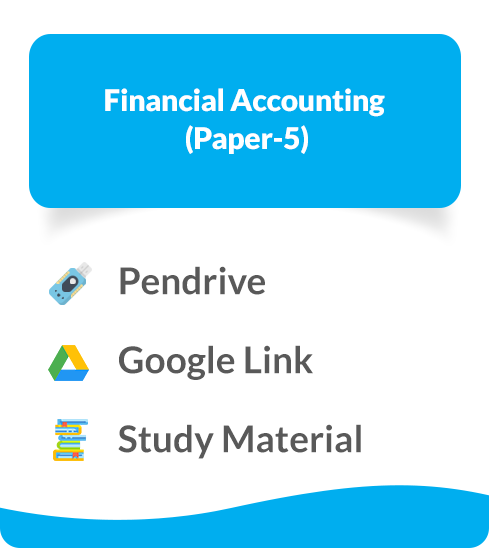 Financial Accounting
(Paper-5)
Pendrive
Google Link
Study Material